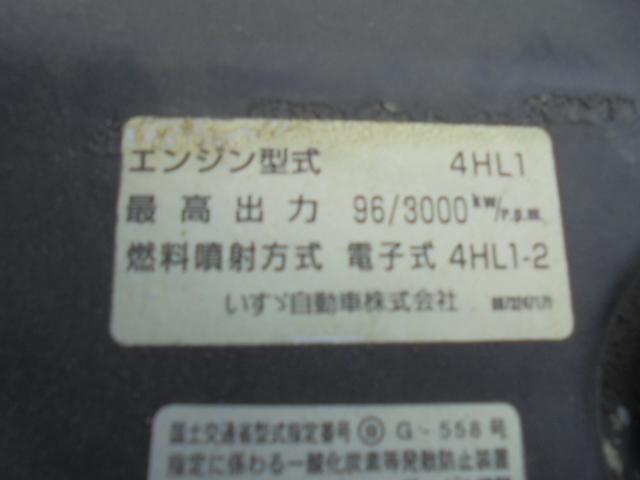 エンジン型式 4HL1
最高出力 96/3000 kW/r.p.m.
燃料噴射方式 電子式 4HL1-2
いすゞ自動車株式会社
国土交通省型式指定番号 G-558号
指定に係わる一酸化炭素等発散防止装置